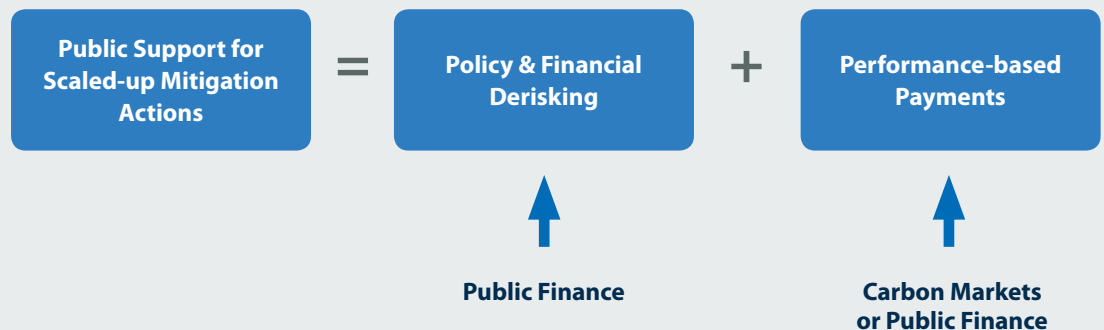 Public Support for
Scaled-up Mitigation
Actions
=
Policy & Financial
Derisking
+
Performance-based
Payments
Public Finance
Carbon Markets
or Public Finance